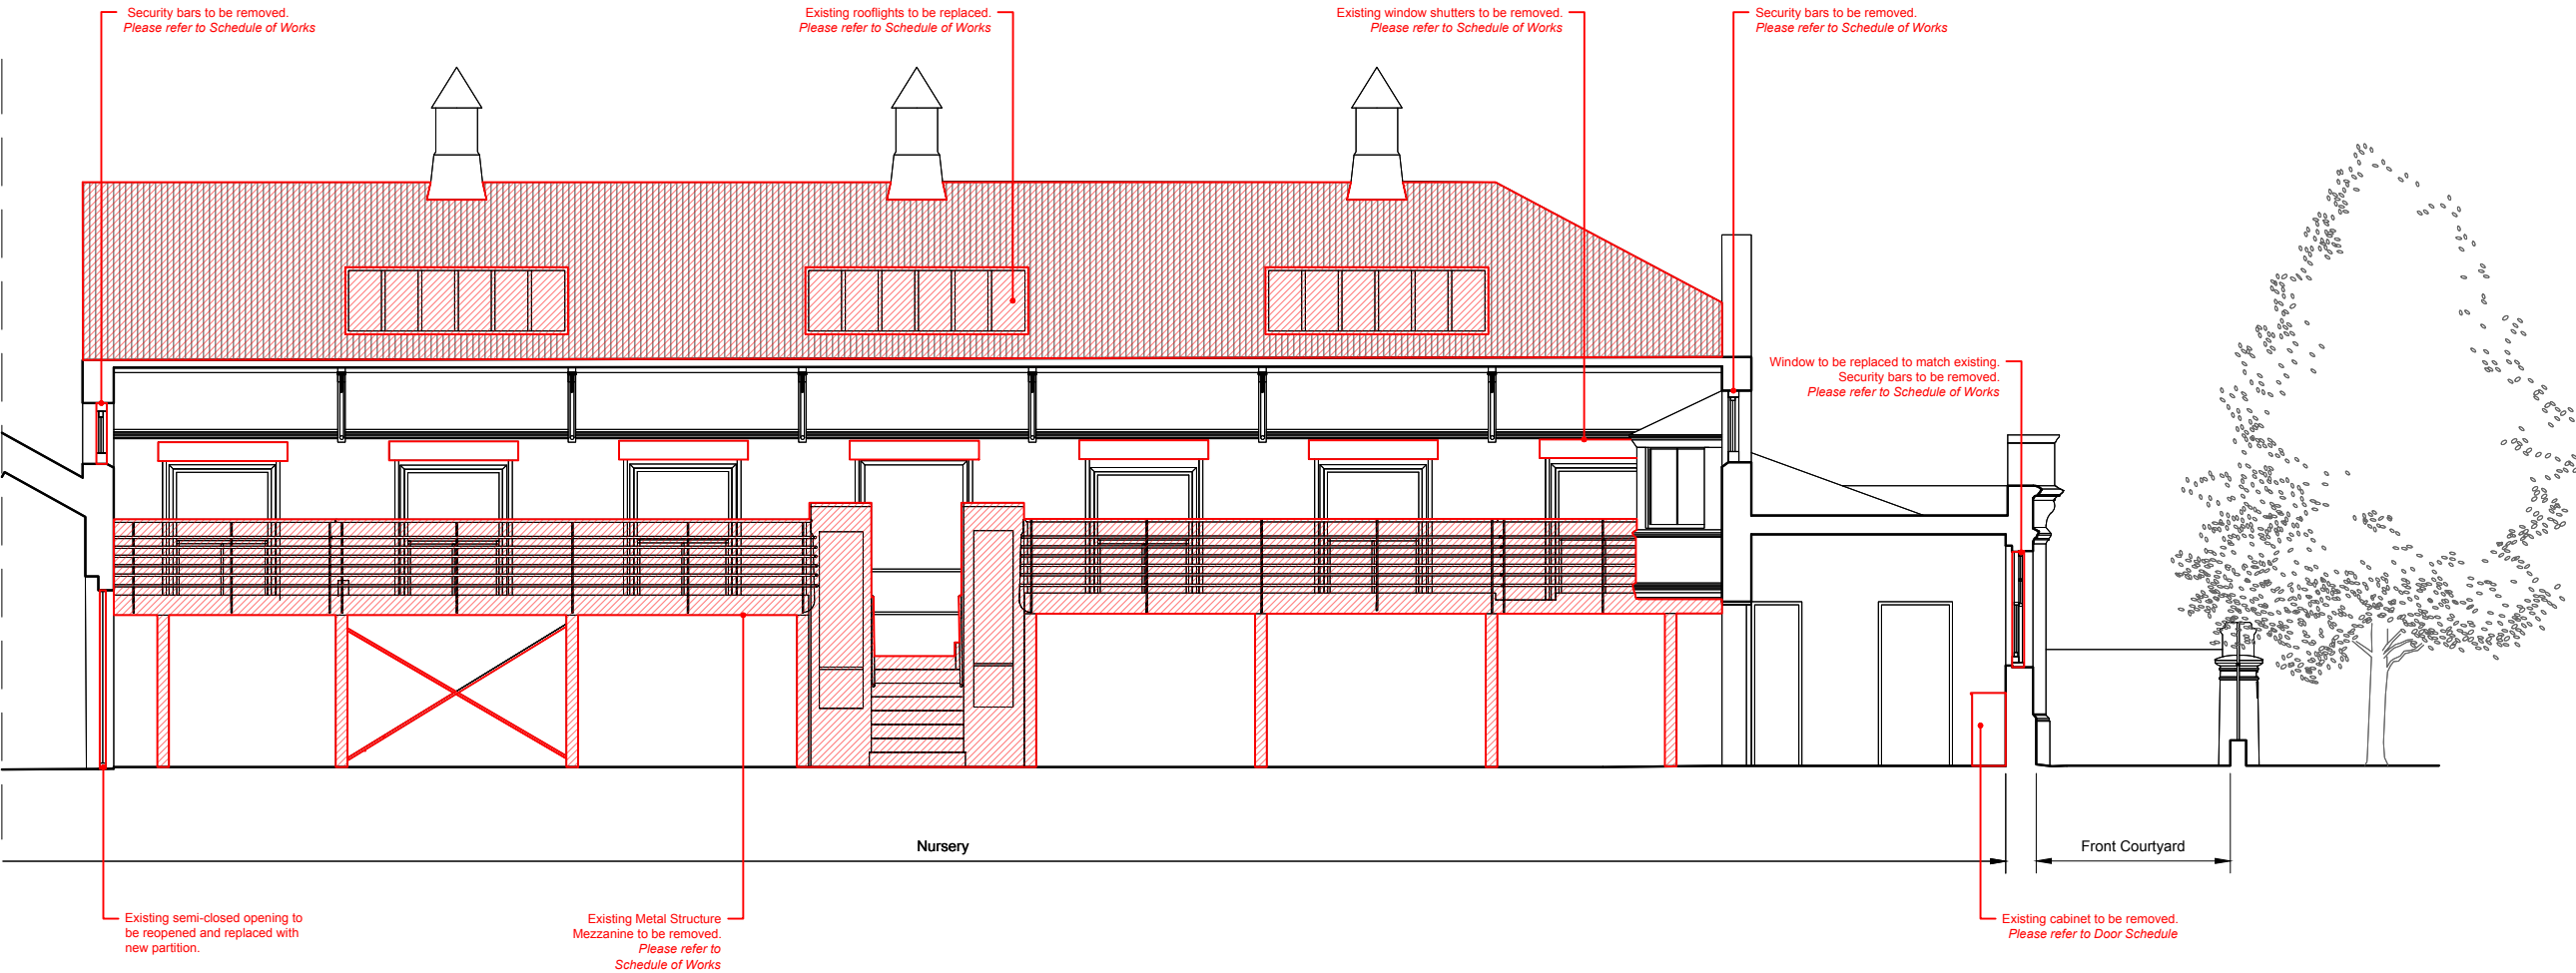 Security bars to be removed.
Please refer to Schedule of Works
Existing rooflights to be replaced.
Please refer to Schedule of Works
Existing window shutters to be removed.
Please refer to Schedule of Works
Security bars to be removed.
Please refer to Schedule of Works
Window to be replaced to match existing.
Security bars to be removed.
Please refer to Schedule of Works
Nursery
Front Courtyard
Existing semi-closed opening to
be reopened and replaced with
new partition.
Existing Metal Structure
Mezzanine to be removed.
Please refer to
Schedule of Works
Existing cabinet to be removed.
Please refer to Door Schedule